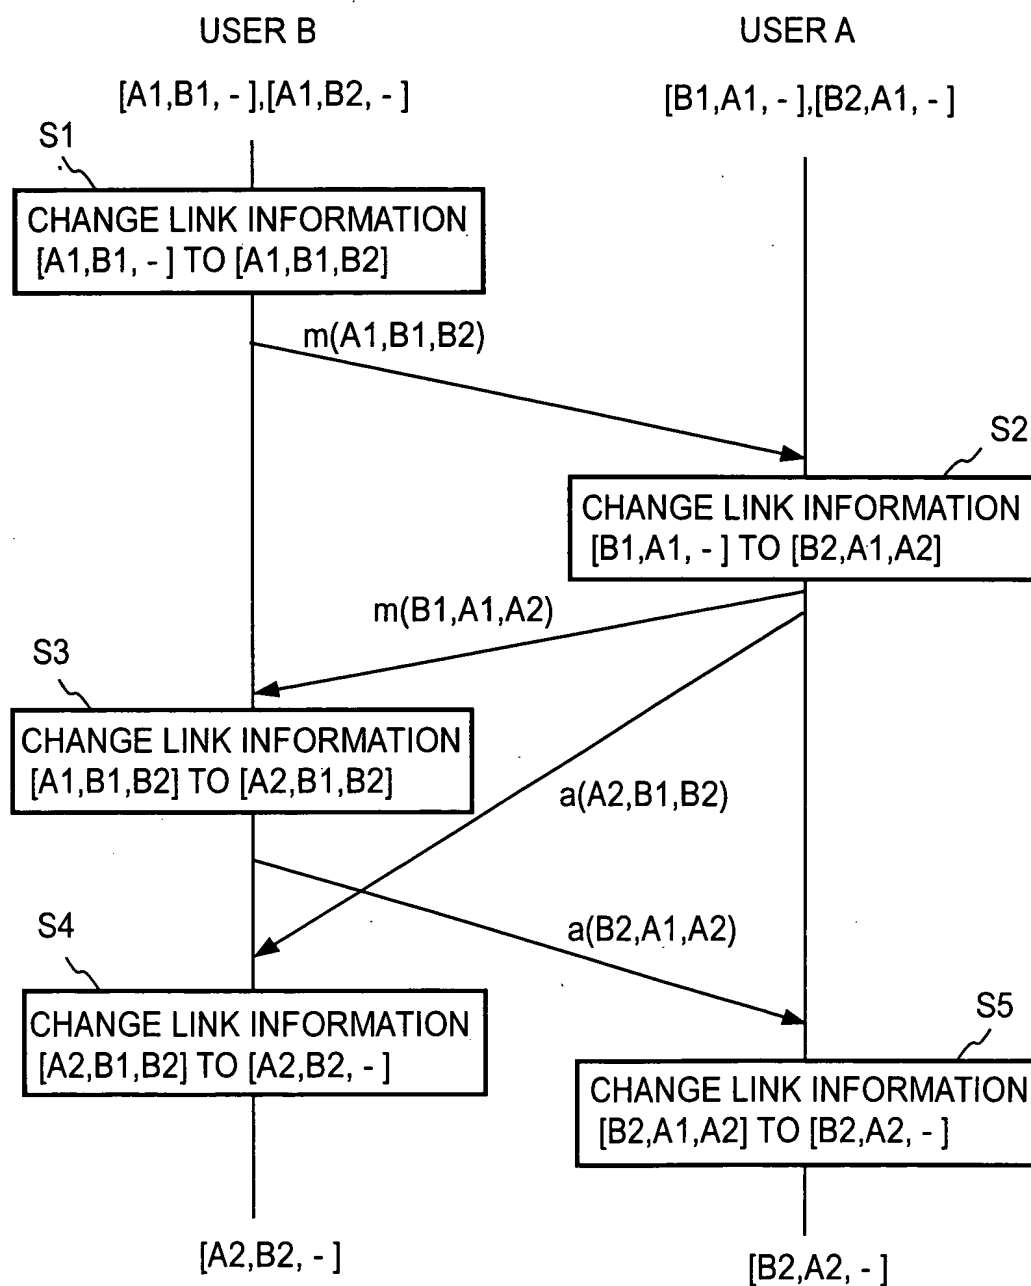 USER B
USER A
[A1,B1, - ],[A1,B2, - ]
[B1,A1, - ],[B2,A1, - ]
S1
CHANGE LINK INFORMATION
[A1,B1, - ] TO [A1,B1,B2]
m(A1,B1,B2)
S2
CHANGE LINK INFORMATION
[B1,A1, - ] TO [B2,A1,A2]
m(B1,A1,A2)
S3
CHANGE LINK INFORMATION
[A1,B1,B2] TO [A2,B1,B2]
a(A2,B1,B2)
a(B2,A1,A2)
S4
CHANGE LINK INFORMATION
[A2,B1,B2] TO [A2,B2, - ]
S5
CHANGE LINK INFORMATION
[B2,A1,A2] TO [B2,A2, - ]
[A2,B2, - ]
[B2,A2, - ]